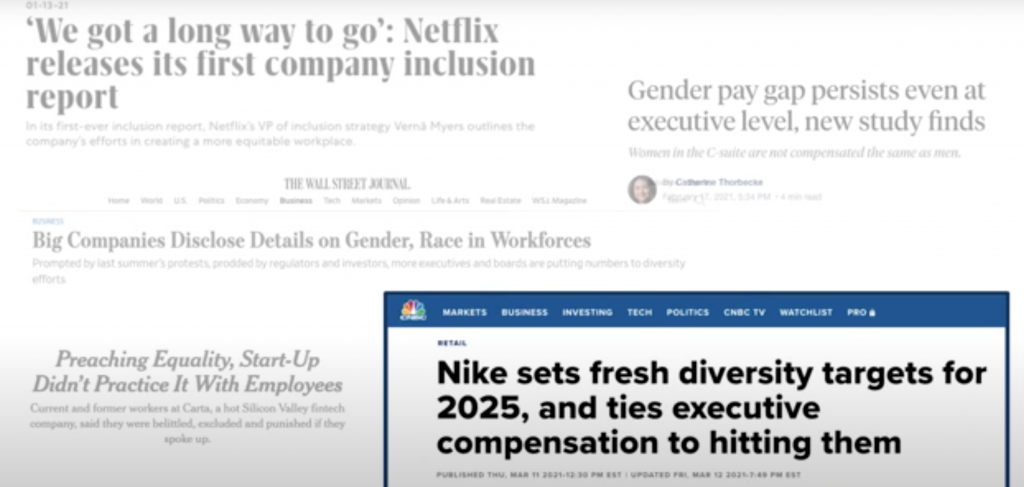 01-13-21
'We got a long way to go': Netflix
releases its first company inclusion
report
In its first-ever inclusion report, Netflix's VP of inclusion strategy Vernā Myers outlines the
company's efforts in creating a more equitable workplace.
Gender pay gap persists even at
executive level, new study finds
Women in the C-suite are not compensated the same as men.
By Catherine Thorbecke
February 17, 2021, 5:34 PM • 4 min read
THE WALL STREET JOURNAL.
Home World U.S. Politics Economy Business Tech Markets Opinion Life & Arts Real Estate WSJ. Magazine
BUSINESS
Big Companies Disclose Details on Gender, Race in Workforces
Prompted by last summer's protests, prodded by regulators and investors, more executives and boards are putting numbers to diversity
efforts
Preaching Equality, Start-Up
Didn't Practice It With Employees
Current and former workers at Carta, a hot Silicon Valley fintech
company, said they were belittled, excluded and punished if they
spoke up.
CNBC MARKETS BUSINESS INVESTING TECH POLITICS CNBC TV WATCHLIST PRO
RETAIL
Nike sets fresh diversity targets for
2025, and ties executive
compensation to hitting them
PUBLISHED THU, MAR 11 2021-12:30 PM EST | UPDATED FRI, MAR 12 2021-7:49 PM EST